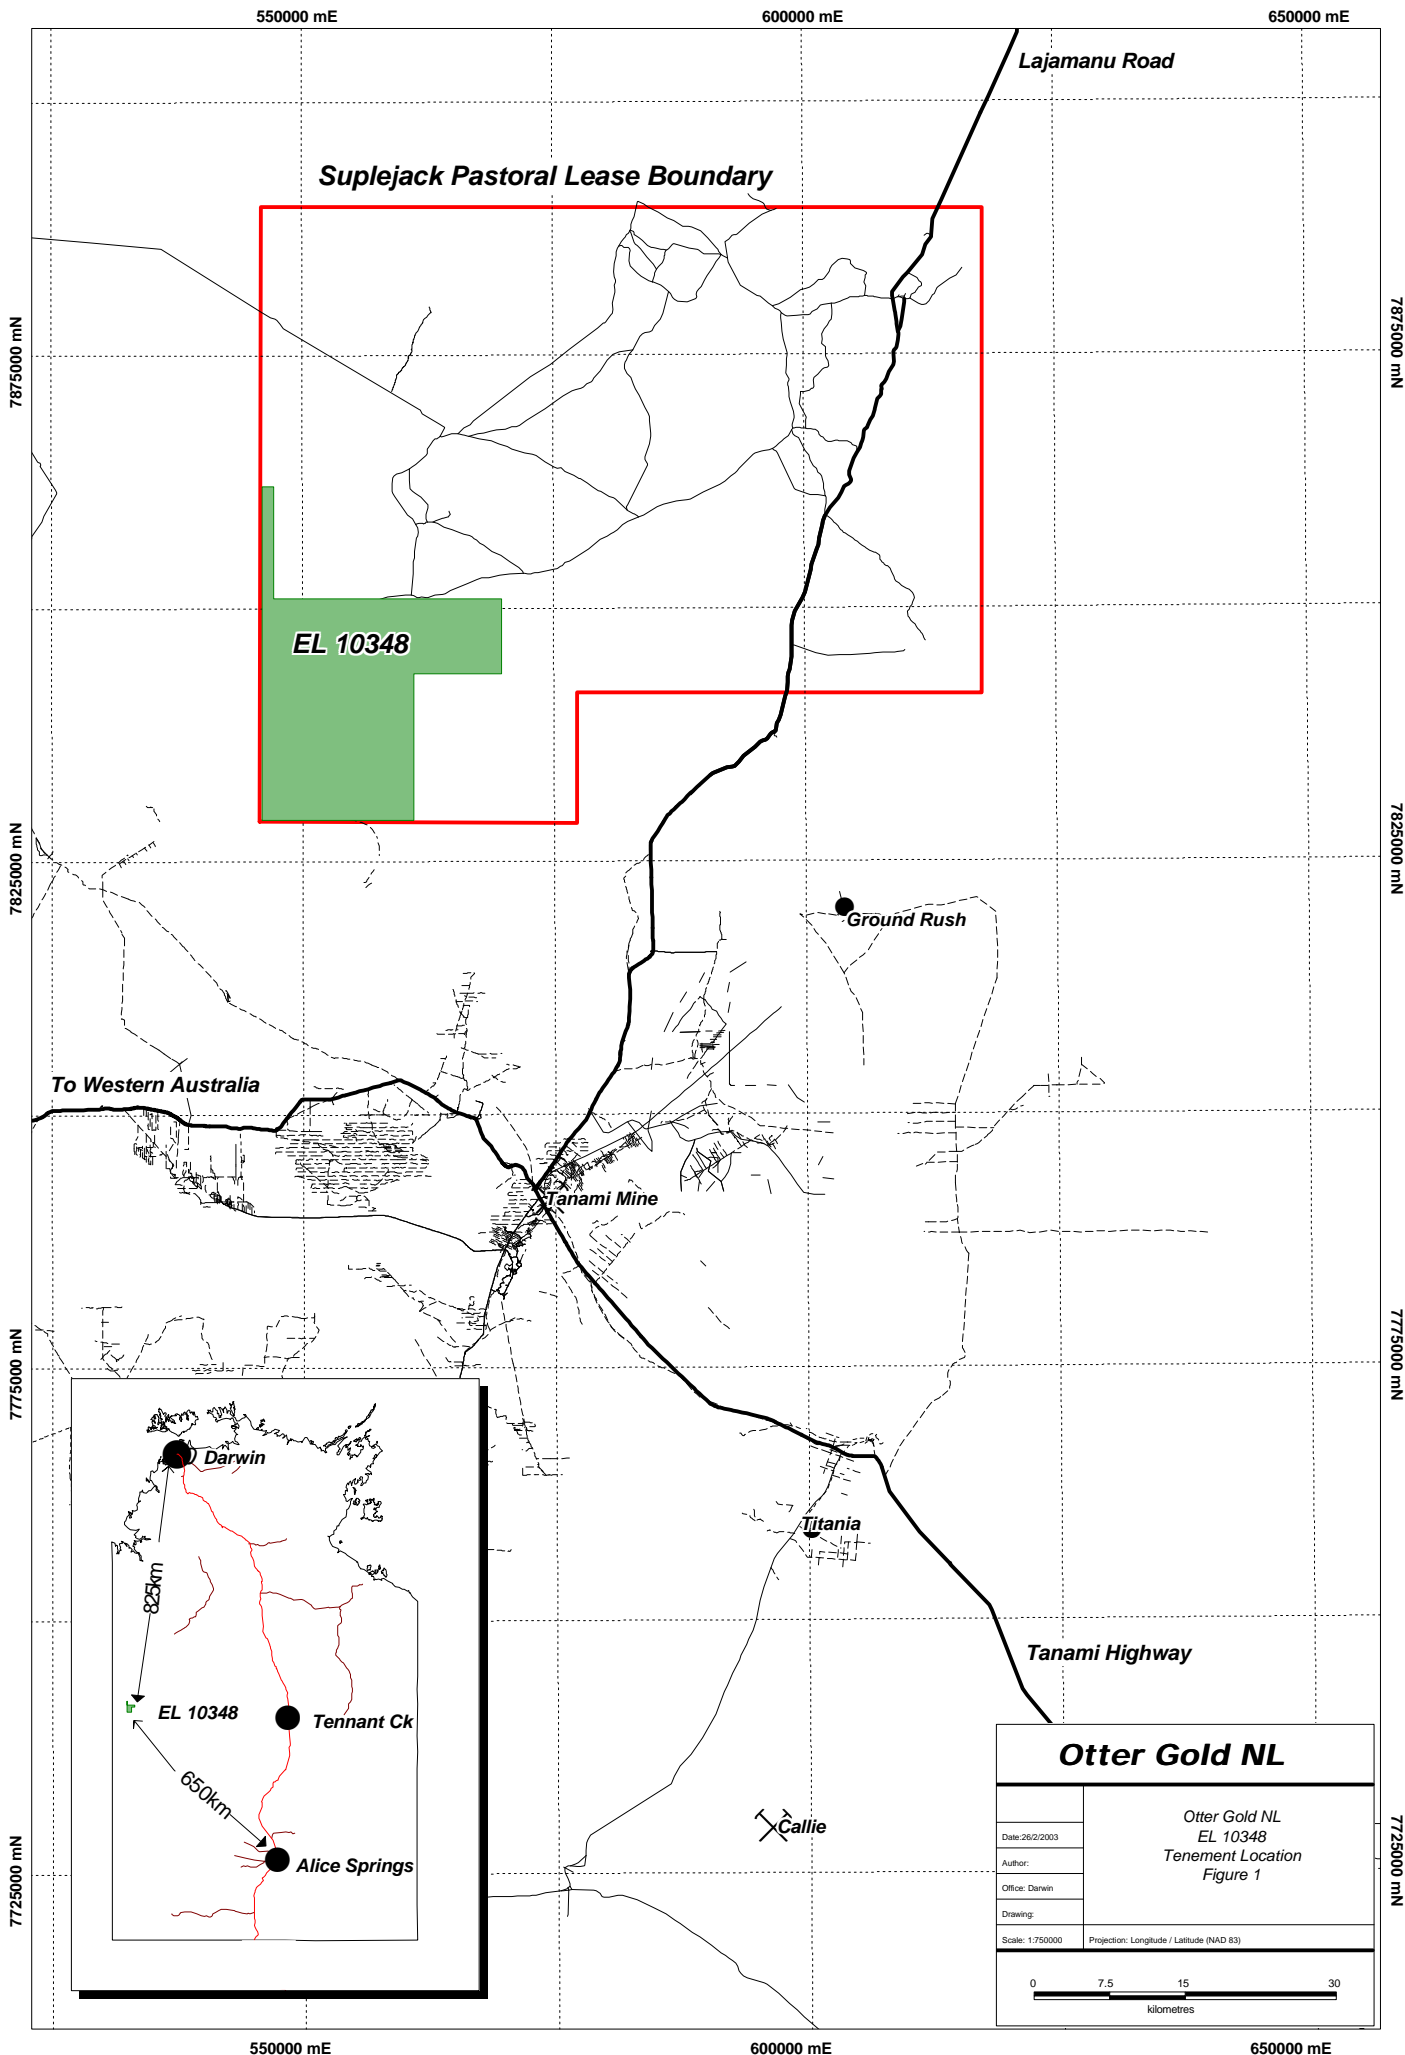 550000 mE
600000 mE
650000 mE
Lajamanu Road
Suplejack Pastoral Lease Boundary
7875000 mN
7875000 mN
EL 10348
7825000 mN
7825000 mN
Ground Rush
To Western Australia
Tanami Mine
7775000 mN
7775000 mN
Darwin
825km
EL 10348
Tennant Ck
650km
Alice Springs
Titania
Tanami Highway
Callie
7725000 mN
7725000 mN
Otter Gold NL
Date:26/2/2003
Author:
Office: Darwin
Drawing:
Scale: 1:750000
Otter Gold NL
EL 10348
Tenement Location
Figure 1
Projection: Longitude / Latitude (NAD 83)
0 7.5 15 30
kilometres
550000 mE
600000 mE
650000 mE